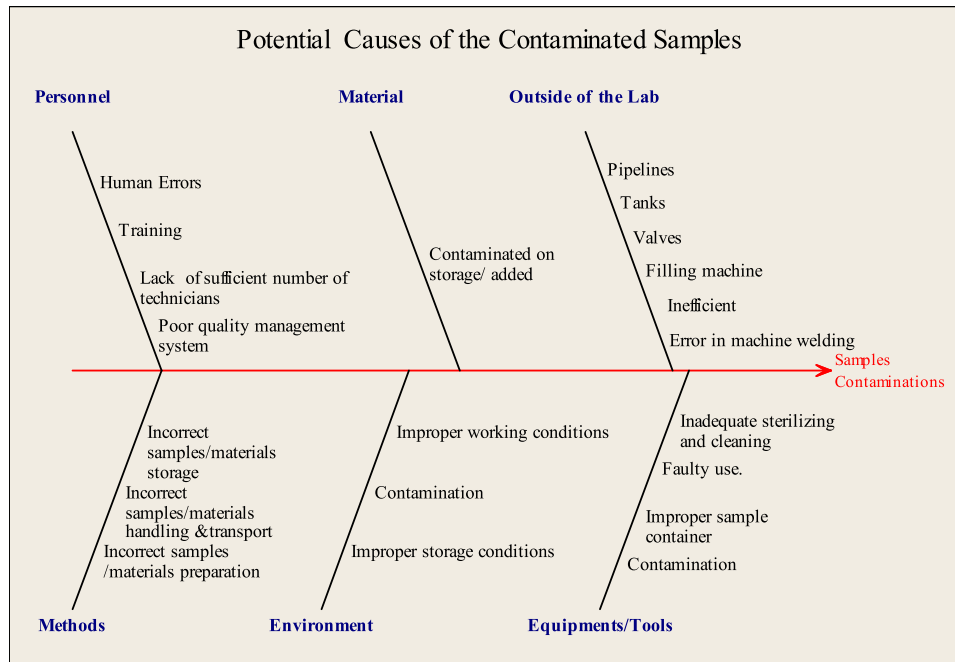 Potential Causes of the Contaminated Samples
Personnel
Material
Outside of the Lab
Human Errors
Training
Lack of sufficient number of
technicians
Poor quality management
system
Contaminated on
storage/ added
Pipelines
Tanks
Valves
Filling machine
Inefficient
Error in machine welding
Samples
Contaminations
Incorrect
samples/materials
storage
Incorrect
samples/materials
handling &transport
Incorrect samples
/materials preparation
Improper working conditions
Contamination
Improper storage conditions
Inadequate sterilizing
and cleaning
Faulty use.
Improper sample
container
Contamination
Methods
Environment
Equipments/Tools